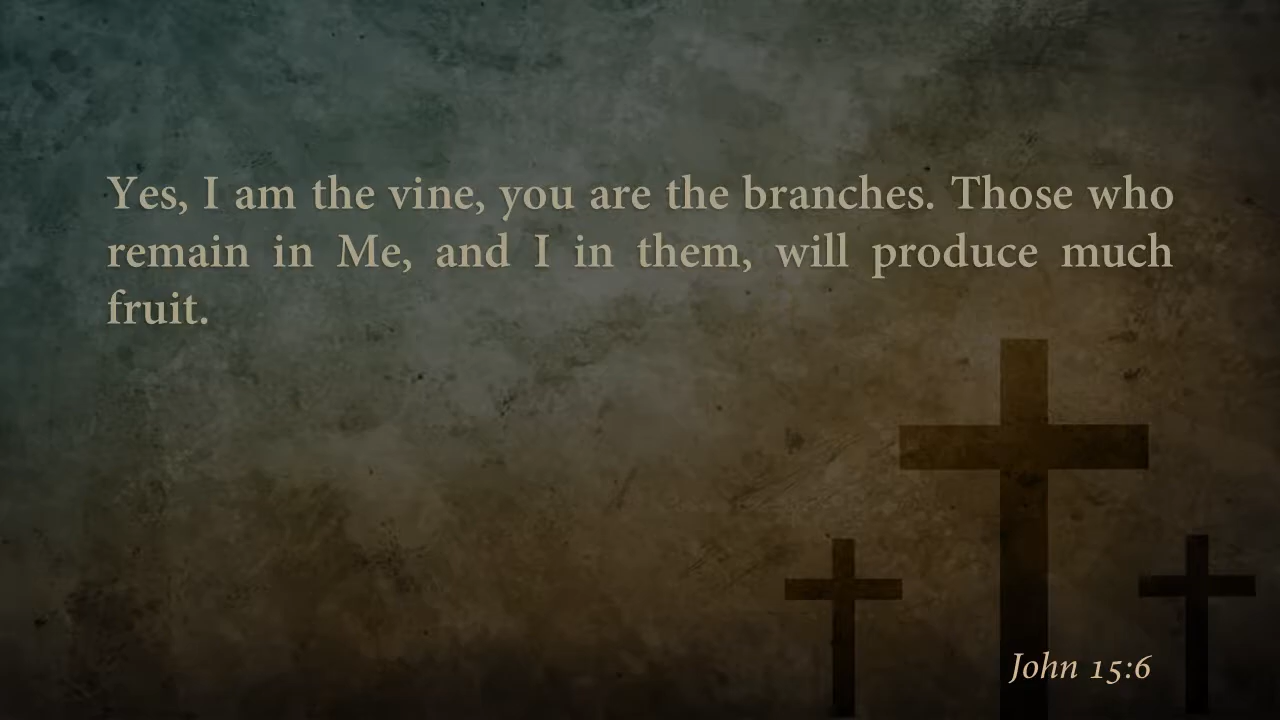 Yes, I am the vine, you are the branches. Those who
remain in Me, and I in them, will produce much
fruit.
John 15:6